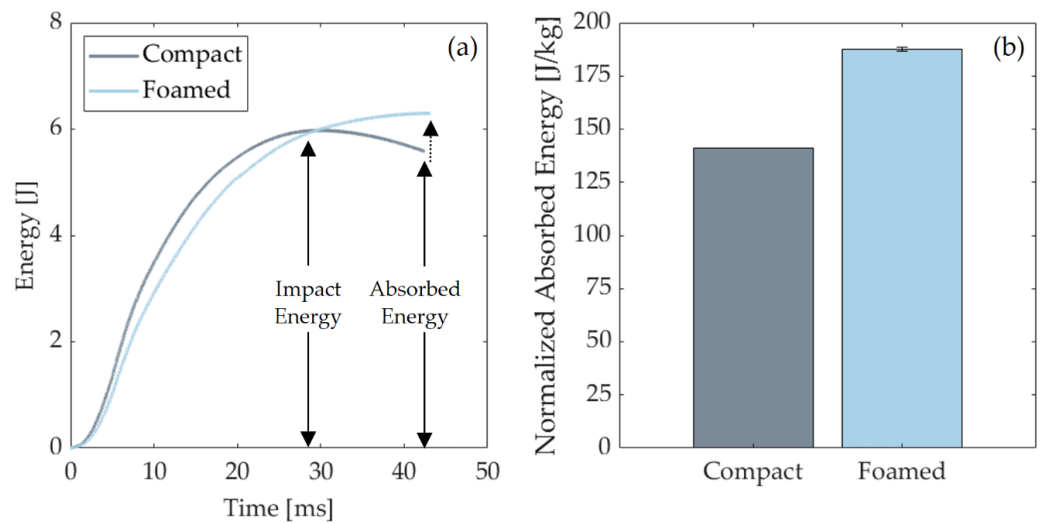 (a)
Compact
Foamed
8
6
4
2
0
Energy [J]
Impact
Energy
Absorbed
Energy
0
10
20
30
40
50
Time [ms]
(b)
200
175
150
125
100
75
50
25
0
Normalized Absorbed Energy [J/kg]
Compact
Foamed